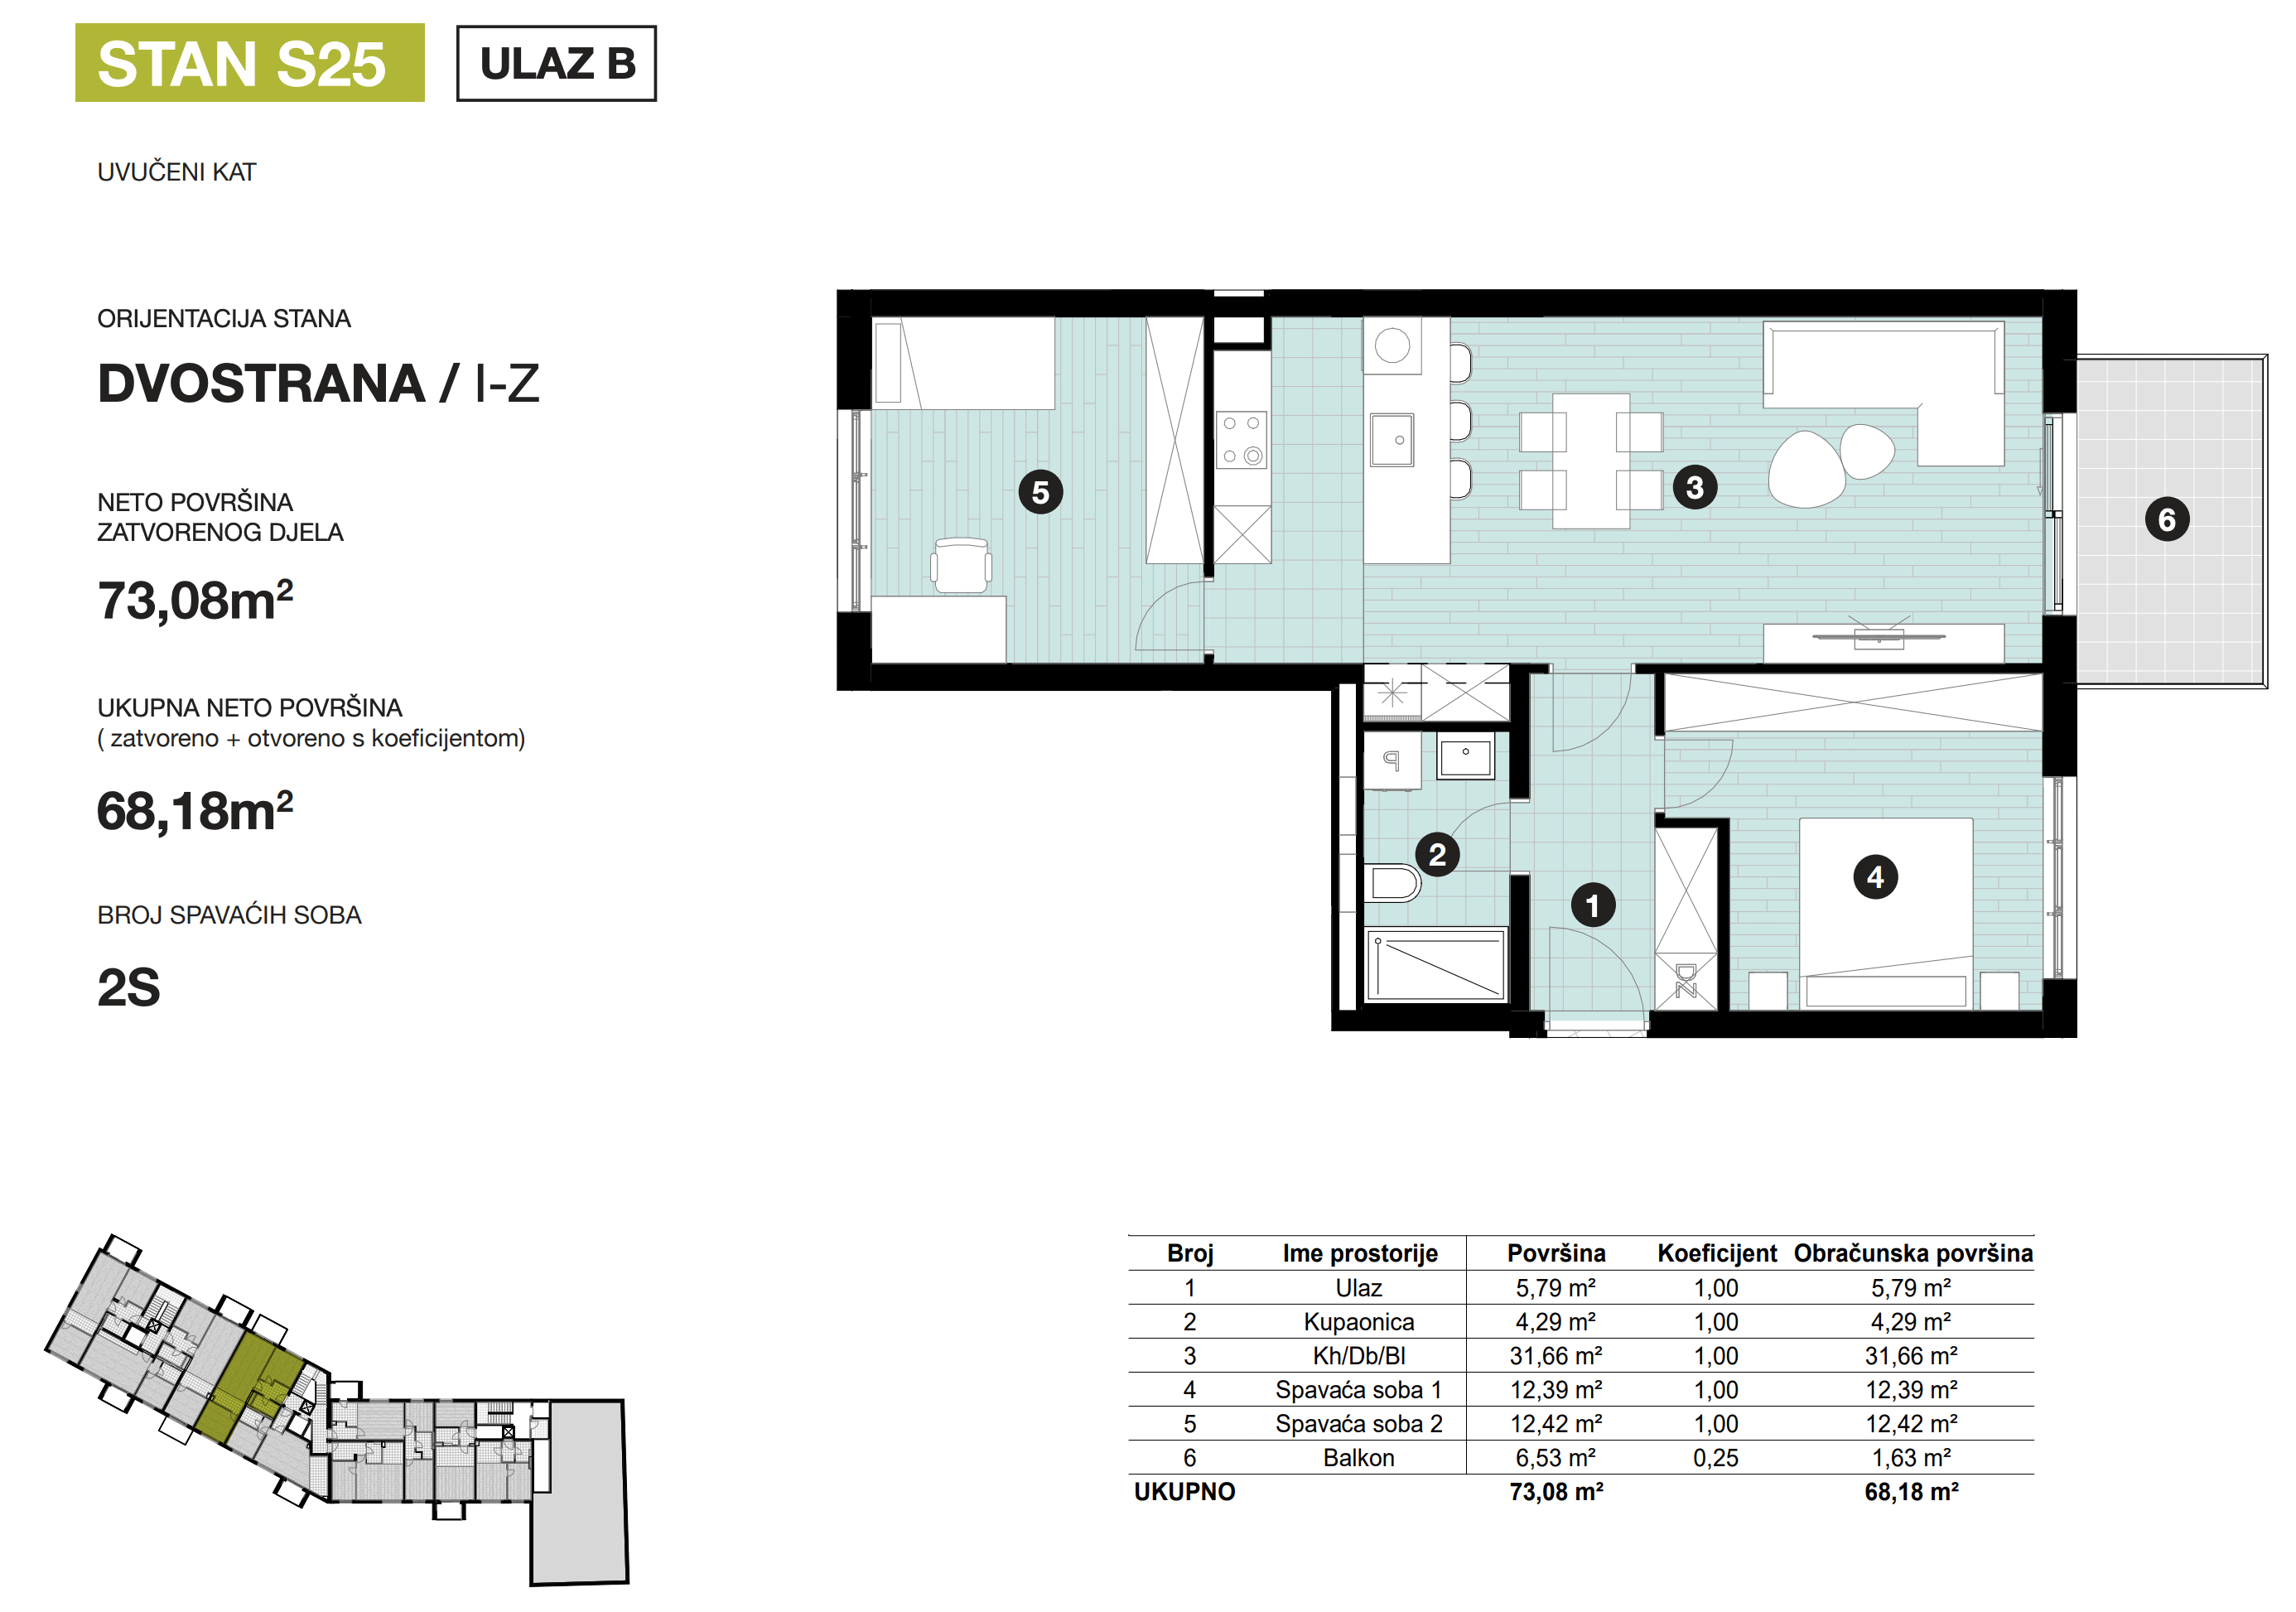 STAN S25
ULAZ B
UVUČENI KAT
ORIJENTACIJA STANA
DVOSTRANA / I-Z
NETO POVRŠINA
ZATVORENOG DJELA
73,08m²
UKUPNA NETO POVRŠINA
( zatvoreno + otvoreno s koeficijentom)
68,18m²
BROJ SPAVAĆIH SOBA
2S
5
3
6
P
2
1
4
DZ
Broj Ime prostorije Površina Koeficijent Obračunska površina
1 Ulaz 5,79 m² 1,00 5,79 m²
2 Kupaonica 4,29 m² 1,00 4,29 m²
3 Kh/Db/Bl 31,66 m² 1,00 31,66 m²
4 Spavaća soba 1 12,39 m² 1,00 12,39 m²
5 Spavaća soba 2 12,42 m² 1,00 12,42 m²
6 Balkon 6,53 m² 0,25 1,63 m²
UKUPNO 73,08 m² 68,18 m²